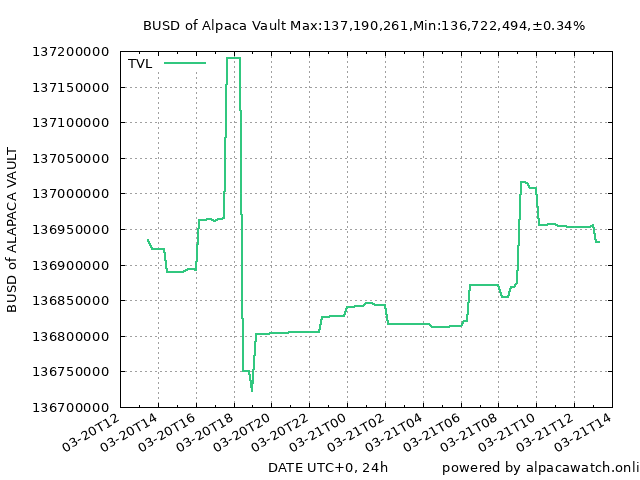 BUSD of Alpaca Vault Max:137,190,261,Min:136,722,494,±0.34%
TVL
137200000
137150000
137100000
137050000
137000000
136950000
136900000
136850000
136800000
136750000
136700000
BUSD of ALAPACA VAULT
03-20T12
03-20T14
03-20T16
03-20T18
03-20T20
03-20T22
03-21T00
03-21T02
03-21T04
03-21T06
03-21T08
03-21T10
03-21T12
03-21T14
DATE UTC+0, 24h
powered by alpacawatch.onli